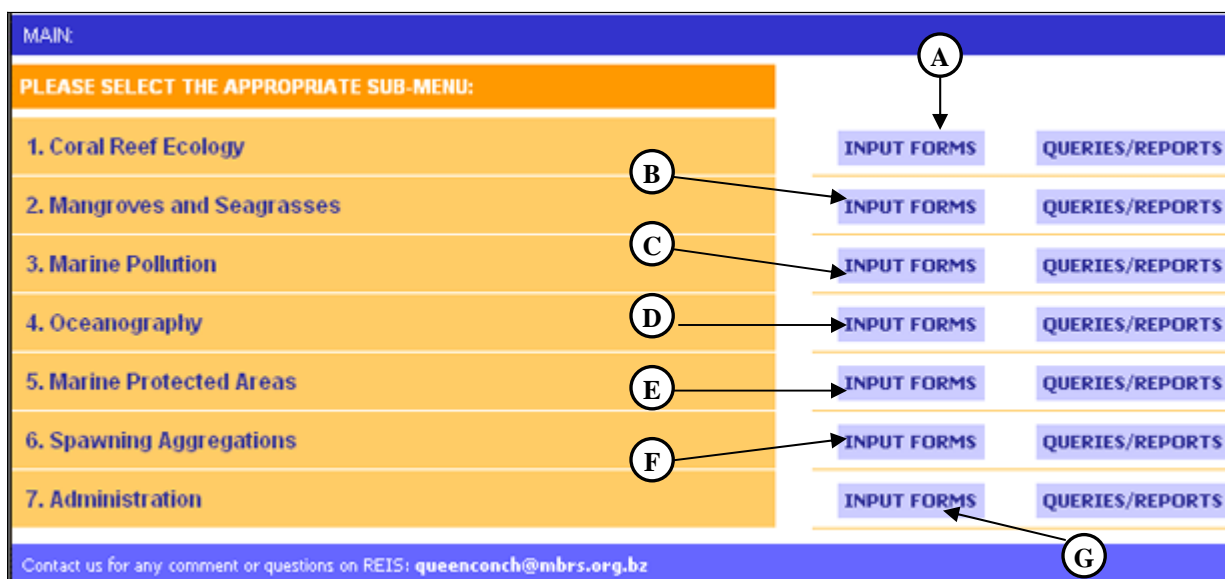 MAIN:
A
PLEASE SELECT THE APPROPRIATE SUB-MENU:
1. Coral Reef Ecology INPUT FORMS QUERIES/REPORTS
B
2. Mangroves and Seagrasses INPUT FORMS QUERIES/REPORTS
C
3. Marine Pollution INPUT FORMS QUERIES/REPORTS
4. Oceanography D INPUT FORMS QUERIES/REPORTS
5. Marine Protected Areas E INPUT FORMS QUERIES/REPORTS
6. Spawning Aggregations INPUT FORMS QUERIES/REPORTS
F
7. Administration INPUT FORMS QUERIES/REPORTS
G
Contact us for any comment or questions on REIS: queenconch@mbrs.org.bz